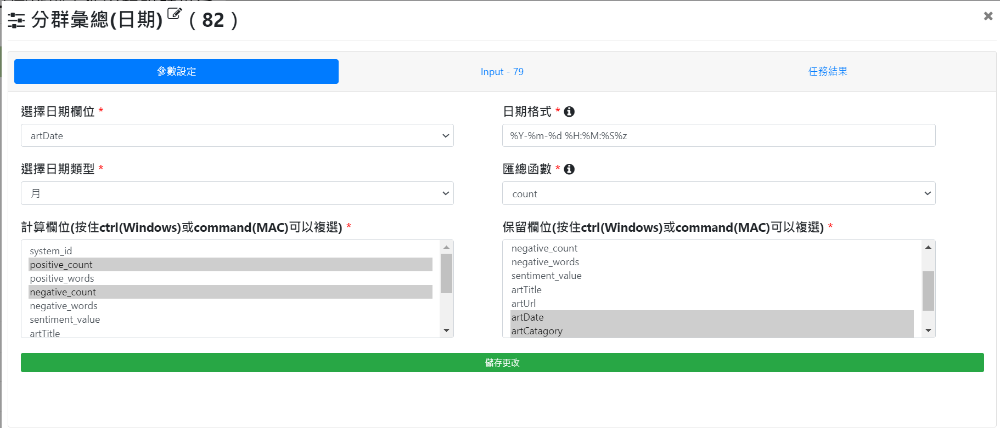 分群彙總(日期) ( 82 )
參數設定
Input - 79
任務結果
選擇日期欄位 *
日期格式 *
artDate
%Y-%m-%d %H:%M:%S%z
選擇日期類型 *
匯總函數 *
月
count
計算欄位(按住ctrl(Windows)或command(MAC)可以複選) *
保留欄位(按住ctrl(Windows)或command(MAC)可以複選) *
system_id
positive_count
positive_words
negative_count
negative_words
sentiment_value
artTitle
negative_count
negative_words
sentiment_value
artTitle
artUrl
artDate
artCatagory
儲存更改